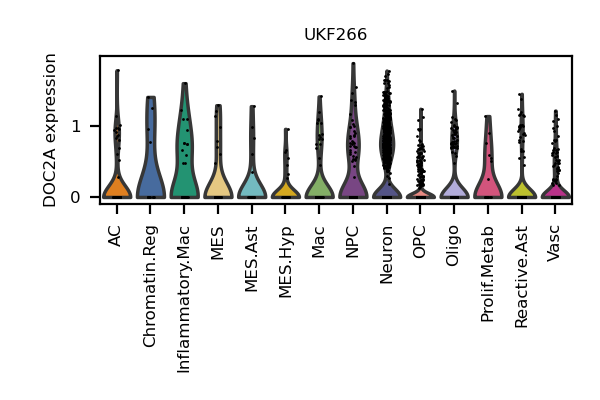 UKF266
DOC2A expression
1
0
AC
Chromatin.Reg
Inflammatory.Mac
MES
MES.Ast
MES.Hyp
Mac
NPC
Neuron
OPC
Oligo
Prolif.Metab
Reactive.Ast
Vasc